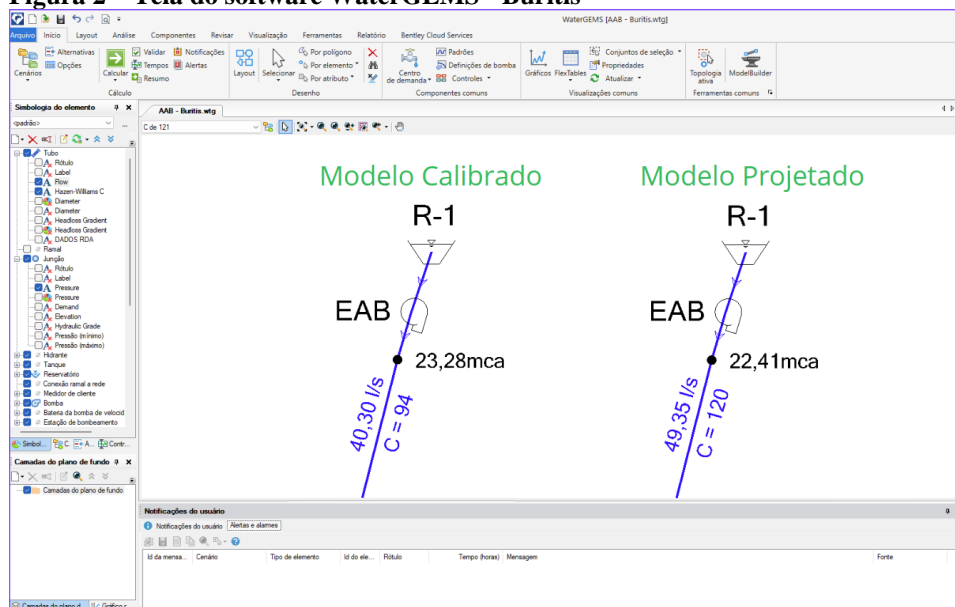 Figura 2 – Tela do software WaterGEMS - Buritis
WaterGEMS [AAB - Buritis.wtg]
Arquivo Início Layout Análise Componentes Revisar Visualização Ferramentas Relatório Bentley Cloud Services
Cenários
Alternativas
Opções
Calcular
Validar Notificações
Tempos Alertas
Resumo
Cálculo
Layout
Selecionar
Por polígono
Por elemento
Por atributo
Desenho
Centro de demanda
Padrões
Definições de bomba
Controles
Componentes comuns
Gráficos FlexTables
Conjuntos de seleção
Propriedades
Atualizar
Visualizações comuns
Topologia ativa
ModelBuilder
Ferramentas comuns
Simbologia do elemento
<padrão>
Tubo
Rótulo
Label
Flow
Hazen-Williams C
Diameter
Diameter
Headloss Gradient
Headloss Gradient
DADOS RDA
Ramal
Junção
Rótulo
Label
Pressure
Pressure
Demand
Elevation
Hydraulic Grade
Pressão (mínimo)
Pressão (máximo)
Hidrante
Tanque
Reservatório
Conexão ramal a rede
Medidor de cliente
Bomba
Bateria da bomba de velocid
Estação de bombeamento
Simbol... C A... Contr...
Camadas do plano de fundo
Camadas do plano de fundo
Camadas do plano d...
AAB - Buritis.wtg
C de 121
Modelo Calibrado
R-1
EAB
23,28mca
40,30 l/s
C = 94
Modelo Projetado
R-1
EAB
22,41mca
49,35 l/s
C = 120
Notificações do usuário
Notificações do usuário Alertas e alarmes
Id da mensa... Cenário Tipo de elemento Id do ele... Rótulo Tempo (horas) Mensagem Fonte